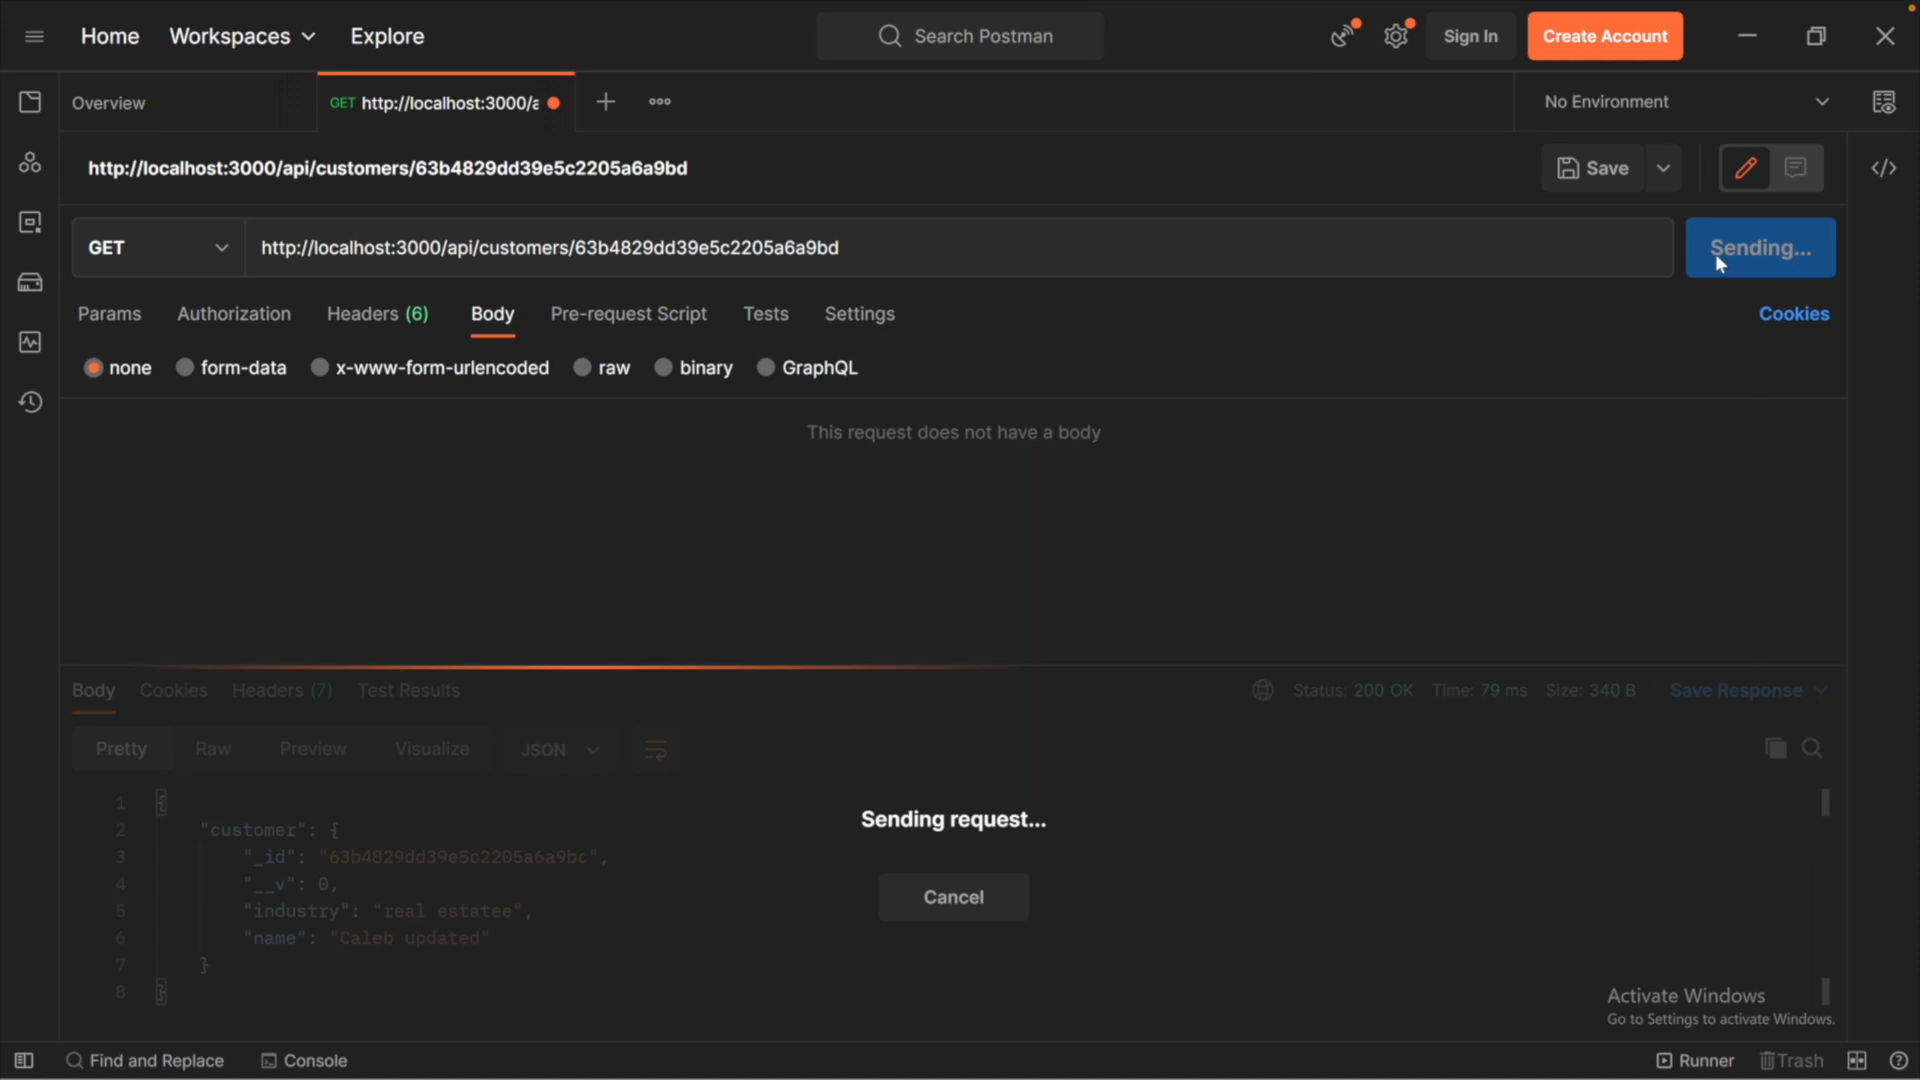 Home Workspaces Explore Search Postman Sign In Create Account
Overview GET http://localhost:3000/a No Environment
http://localhost:3000/api/customers/63b4829dd39e5c2205a6a9bd Save
GET http://localhost:3000/api/customers/63b4829dd39e5c2205a6a9bd Sending...
Params Authorization Headers (6) Body Pre-request Script Tests Settings Cookies
none form-data x-www-form-urlencoded raw binary GraphQL
This request does not have a body
Body Cookies Headers (7) Test Results Status: 200 OK Time: 79 ms Size: 340 B Save Response
Pretty Raw Preview Visualize JSON
1 {
Sending request...
2 "customer": {
3 "_id": "63b4829dd39e5c2205a6a9bc",
4 "__v": 0,
Cancel
5 "industry": "real estatee",
6 "name": "Caleb updated"
7 }
8 }
Activate Windows
Go to Settings to activate Windows.
Find and Replace Console Runner Trash